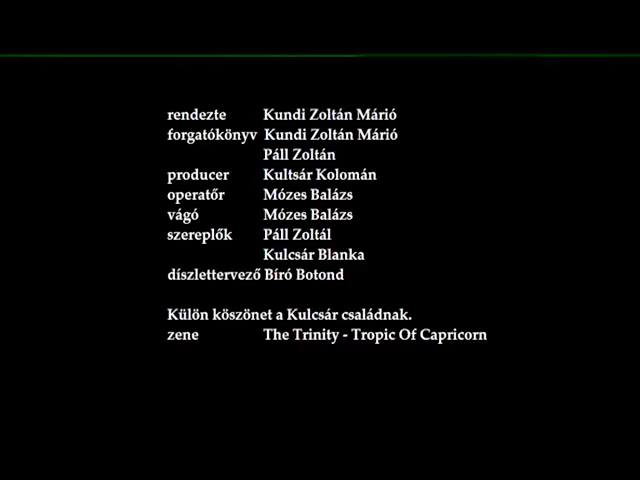 rendezte Kundi Zoltán Márió
forgatókönyv Kundi Zoltán Márió
Páll Zoltán
producer Kultsár Kolomán
operatőr Mózes Balázs
vágó Mózes Balázs
szereplők Páll Zoltál
Kulcsár Blanka
díszlettervező Bíró Botond
Külön köszönet a Kulcsár családnak.
zene The Trinity - Tropic Of Capricorn